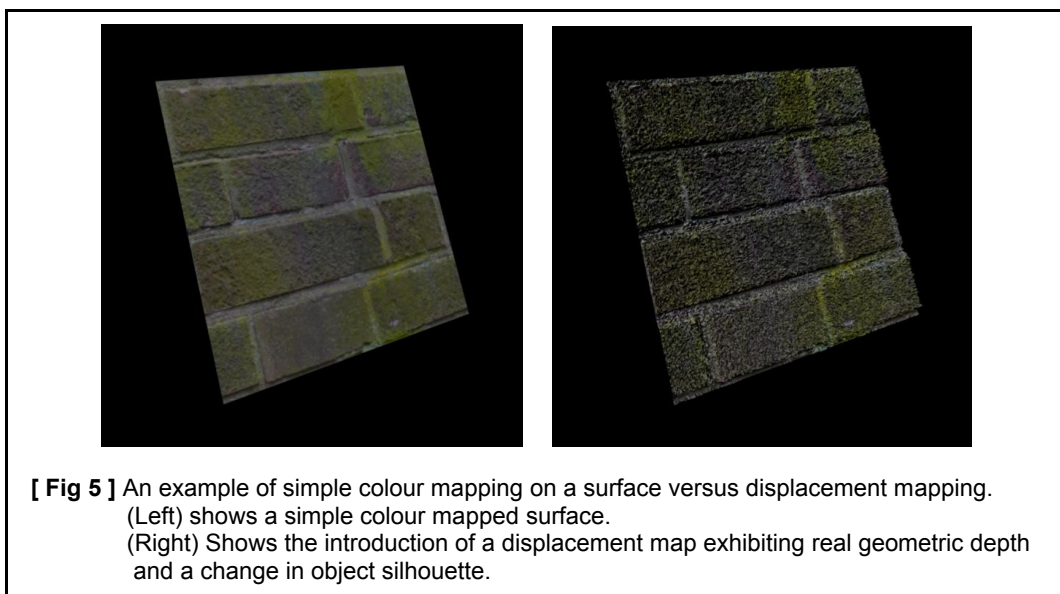 [ Fig 5 ] An example of simple colour mapping on a surface versus displacement mapping.
(Left) shows a simple colour mapped surface.
(Right) Shows the introduction of a displacement map exhibiting real geometric depth
and a change in object silhouette.